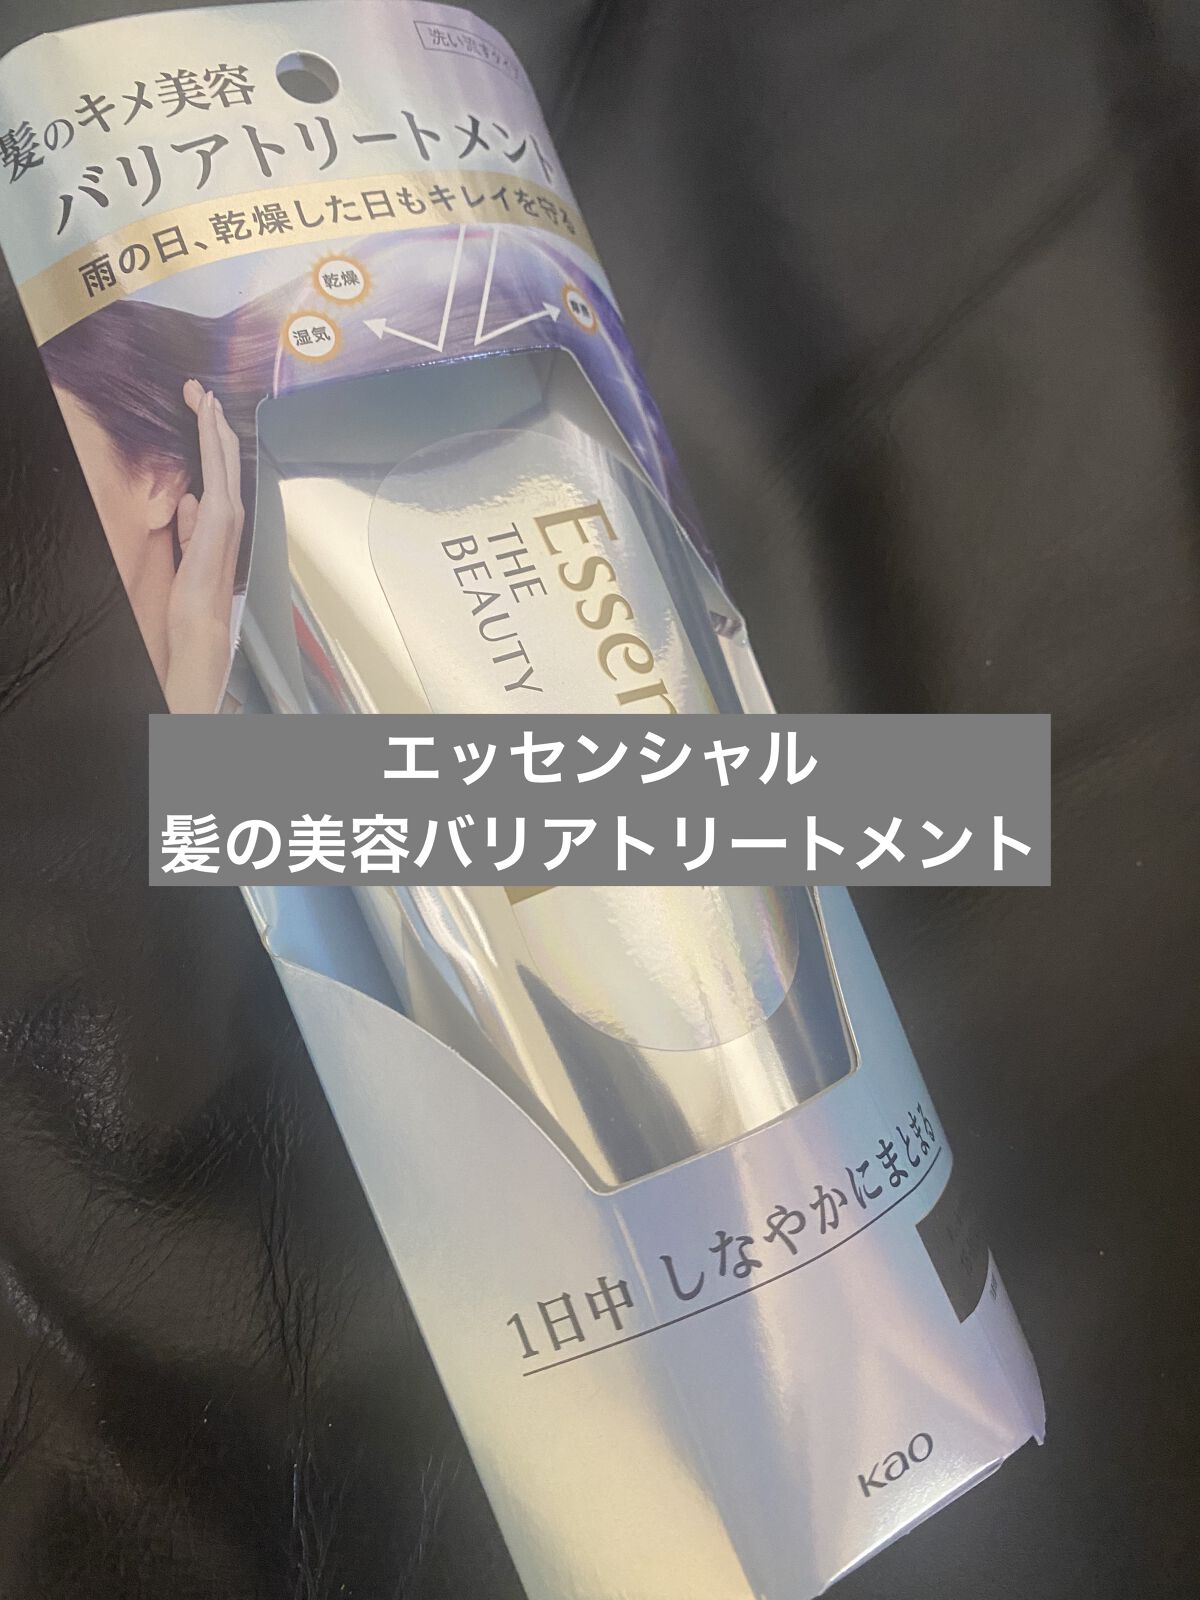 洗い流すタイプ
髪のキメ美容
バリアトリートメント
雨の日、乾燥した日もキレイを守る
乾燥
湿気
摩擦
Essen
THE
BEAUTY
エッセンシャル
髪の美容バリアトリートメント
1日中 しなやかにまとまる
Kao